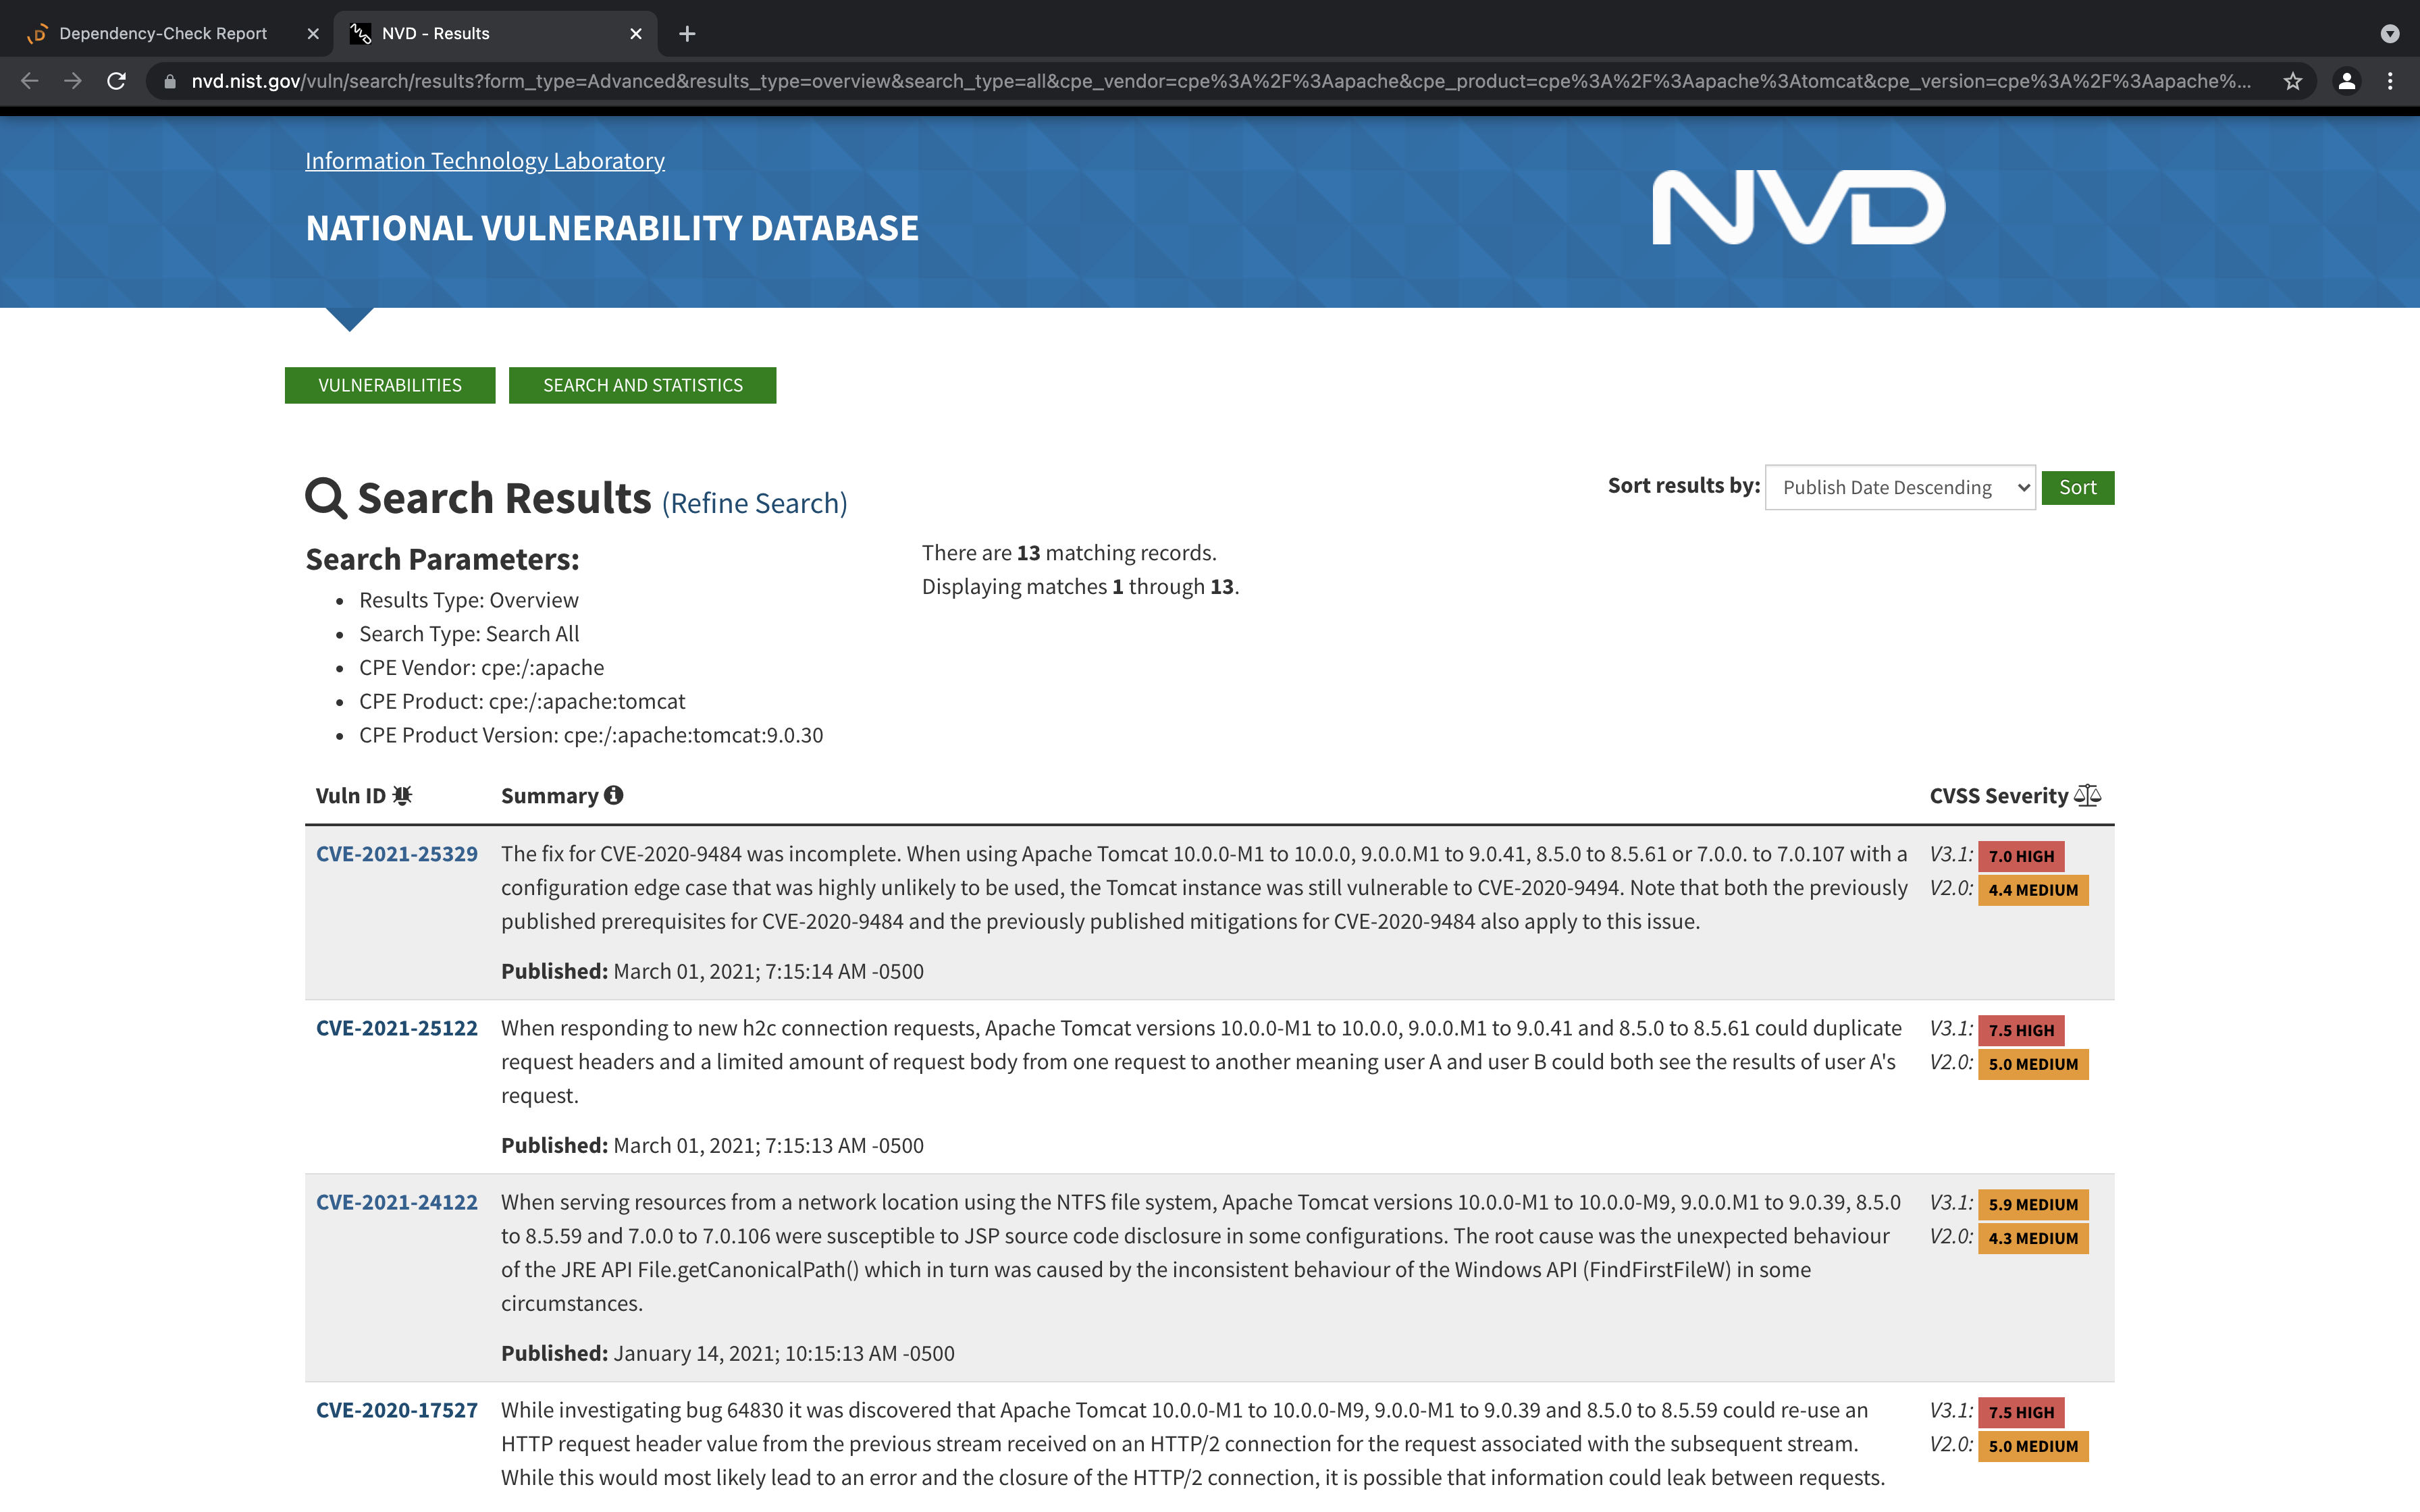 Dependency-Check Report
NVD - Results
nvd.nist.gov/vuln/search/results?form_type=Advanced&results_type=overview&search_type=all&cpe_vendor=cpe%3A%2F%3Aapache&cpe_product=cpe%3A%2F%3Aapache%3Atomcat&cpe_version=cpe%3A%2F%3Aapache%...
Information Technology Laboratory
NATIONAL VULNERABILITY DATABASE
NVD
VULNERABILITIES
SEARCH AND STATISTICS
Search Results (Refine Search)
Sort results by: Publish Date Descending Sort
Search Parameters:
• Results Type: Overview
• Search Type: Search All
• CPE Vendor: cpe:/:apache
• CPE Product: cpe:/:apache:tomcat
• CPE Product Version: cpe:/:apache:tomcat:9.0.30
There are 13 matching records.
Displaying matches 1 through 13.
Vuln ID
Summary
CVSS Severity
CVE-2021-25329
The fix for CVE-2020-9484 was incomplete. When using Apache Tomcat 10.0.0-M1 to 10.0.0, 9.0.0.M1 to 9.0.41, 8.5.0 to 8.5.61 or 7.0.0. to 7.0.107 with a
configuration edge case that was highly unlikely to be used, the Tomcat instance was still vulnerable to CVE-2020-9494. Note that both the previously
published prerequisites for CVE-2020-9484 and the previously published mitigations for CVE-2020-9484 also apply to this issue.
Published: March 01, 2021; 7:15:14 AM -0500
V3.1: 7.0 HIGH
V2.0: 4.4 MEDIUM
CVE-2021-25122
When responding to new h2c connection requests, Apache Tomcat versions 10.0.0-M1 to 10.0.0, 9.0.0.M1 to 9.0.41 and 8.5.0 to 8.5.61 could duplicate
request headers and a limited amount of request body from one request to another meaning user A and user B could both see the results of user A's
request.
Published: March 01, 2021; 7:15:13 AM -0500
V3.1: 7.5 HIGH
V2.0: 5.0 MEDIUM
CVE-2021-24122
When serving resources from a network location using the NTFS file system, Apache Tomcat versions 10.0.0-M1 to 10.0.0-M9, 9.0.0.M1 to 9.0.39, 8.5.0
to 8.5.59 and 7.0.0 to 7.0.106 were susceptible to JSP source code disclosure in some configurations. The root cause was the unexpected behaviour
of the JRE API File.getCanonicalPath() which in turn was caused by the inconsistent behaviour of the Windows API (FindFirstFileW) in some
circumstances.
Published: January 14, 2021; 10:15:13 AM -0500
V3.1: 5.9 MEDIUM
V2.0: 4.3 MEDIUM
CVE-2020-17527
While investigating bug 64830 it was discovered that Apache Tomcat 10.0.0-M1 to 10.0.0-M9, 9.0.0-M1 to 9.0.39 and 8.5.0 to 8.5.59 could re-use an
HTTP request header value from the previous stream received on an HTTP/2 connection for the request associated with the subsequent stream.
While this would most likely lead to an error and the closure of the HTTP/2 connection, it is possible that information could leak between requests.
V3.1: 7.5 HIGH
V2.0: 5.0 MEDIUM